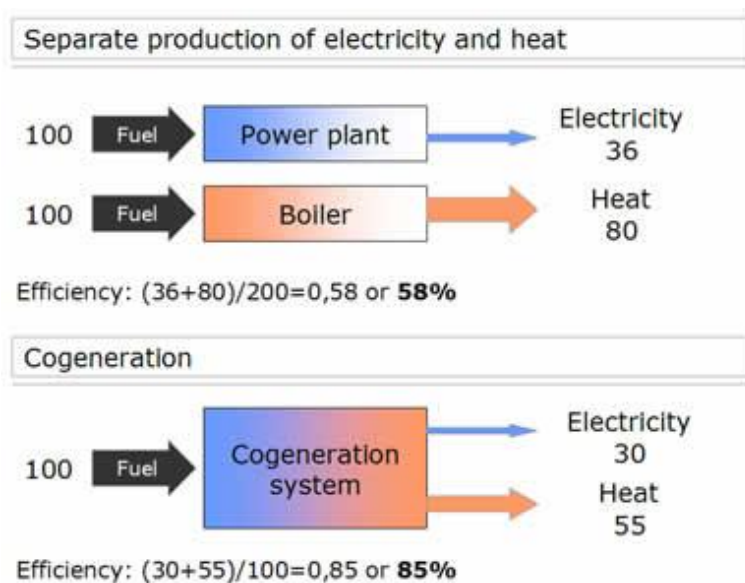 Separate production of electricity and heat
100 Fuel Power plant Electricity
36
100 Fuel Boiler Heat
80
Efficiency: (36+80)/200=0,58 or 58%
Cogeneration
100 Fuel Cogeneration
system
Electricity
30
Heat
55
Efficiency: (30+55)/100=0,85 or 85%